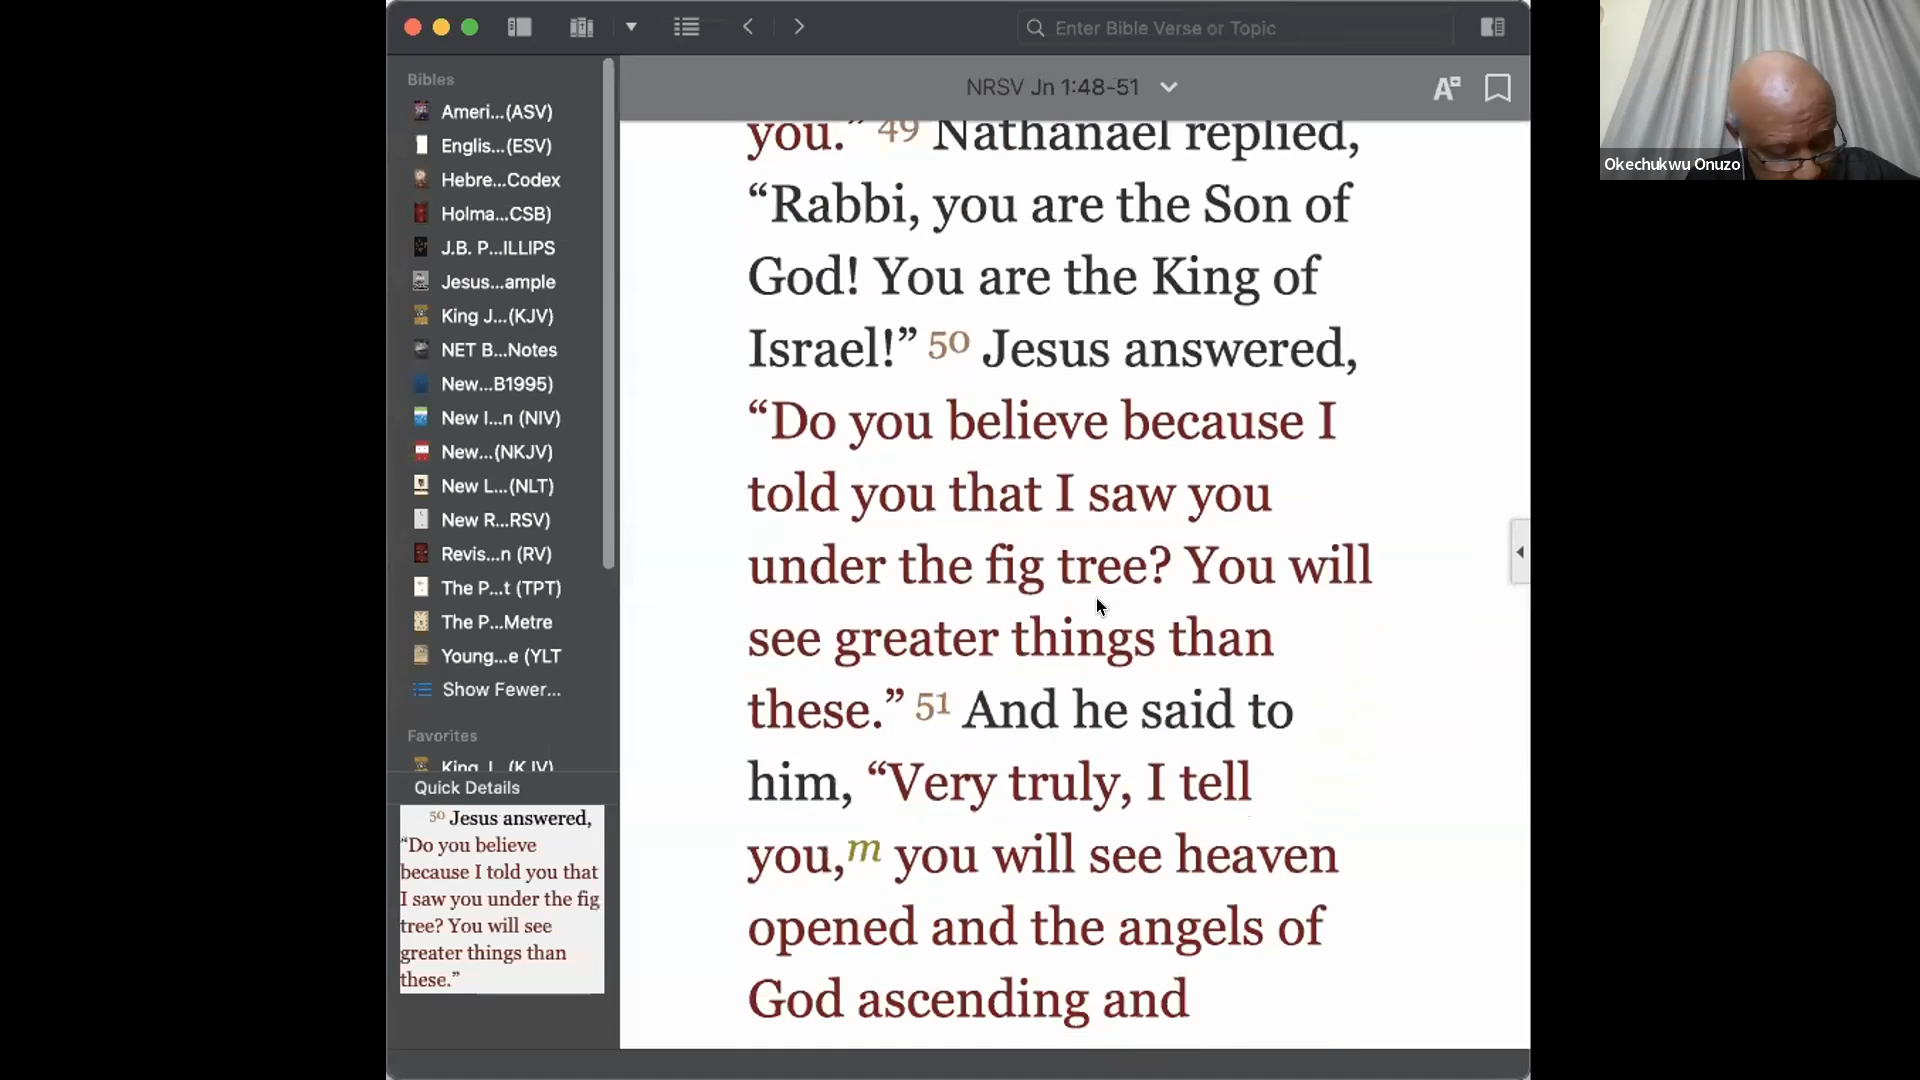 Enter Bible Verse or Topic
Bibles
Ameri...(ASV)
Englis...(ESV)
Hebre...Codex
Holma...CSB)
J.B. P...ILLIPS
Jesus...ample
King J...(KJV)
NET B...Notes
New...B1995)
New I...n (NIV)
New...(NKJV)
New L...(NLT)
New R...RSV)
Revis...n (RV)
The P...t (TPT)
The P...Metre
Young...e (YLT
Show Fewer...
Favorites
King J...(KJV)
Quick Details
50 Jesus answered,
“Do you believe
because I told you that
I saw you under the fig
tree? You will see
greater things than
these.”
NRSV Jn 1:48-51
you.” 49 Nathanael replied,
“Rabbi, you are the Son of
God! You are the King of
Israel!” 50 Jesus answered,
“Do you believe because I
told you that I saw you
under the fig tree? You will
see greater things than
these.” 51 And he said to
him, “Very truly, I tell
you,m you will see heaven
opened and the angels of
God ascending and
Okechukwu Onuzo